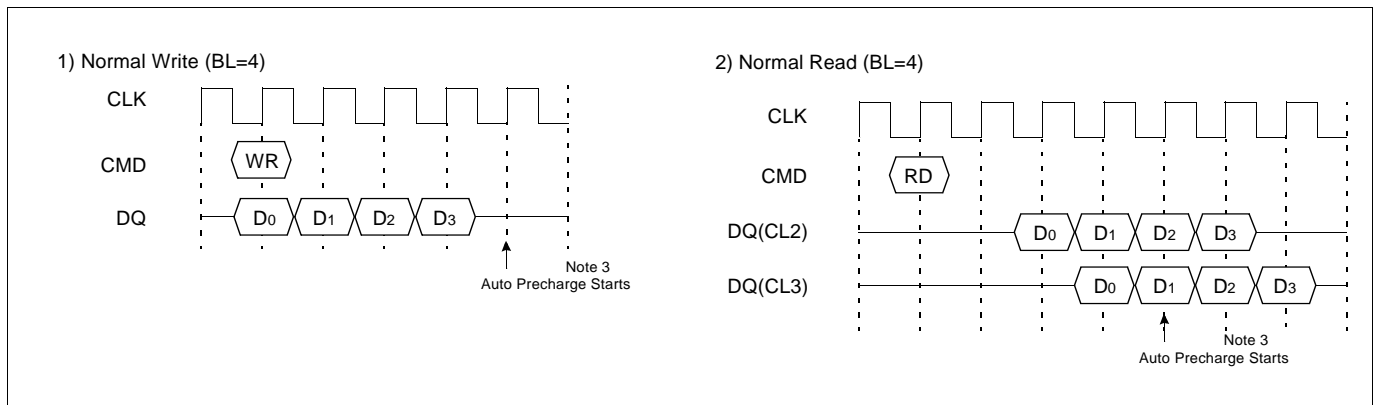 1) Normal Write (BL=4)
CLK
CMD
WR
DQ
D0 D1 D2 D3
Note 3
Auto Precharge Starts
2) Normal Read (BL=4)
CLK
CMD
RD
DQ(CL2)
D0 D1 D2 D3
DQ(CL3)
D0 D1 D2 D3
Note 3
Auto Precharge Starts